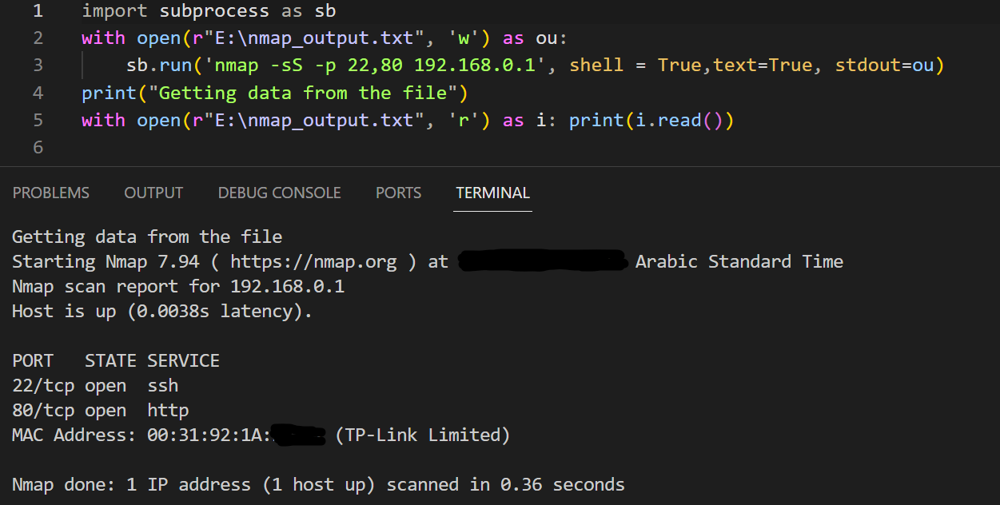 1 import subprocess as sb
2 with open(r"E:\nmap_output.txt", 'w') as ou:
3 sb.run('nmap -sS -p 22,80 192.168.0.1', shell = True,text=True, stdout=ou)
4 print("Getting data from the file")
5 with open(r"E:\nmap_output.txt", 'r') as i: print(i.read())
6
PROBLEMS OUTPUT DEBUG CONSOLE PORTS TERMINAL
Getting data from the file
Starting Nmap 7.94 ( https://nmap.org ) at Arabic Standard Time
Nmap scan report for 192.168.0.1
Host is up (0.0038s latency).
PORT STATE SERVICE
22/tcp open ssh
80/tcp open http
MAC Address: 00:31:92:1A: (TP-Link Limited)
Nmap done: 1 IP address (1 host up) scanned in 0.36 seconds